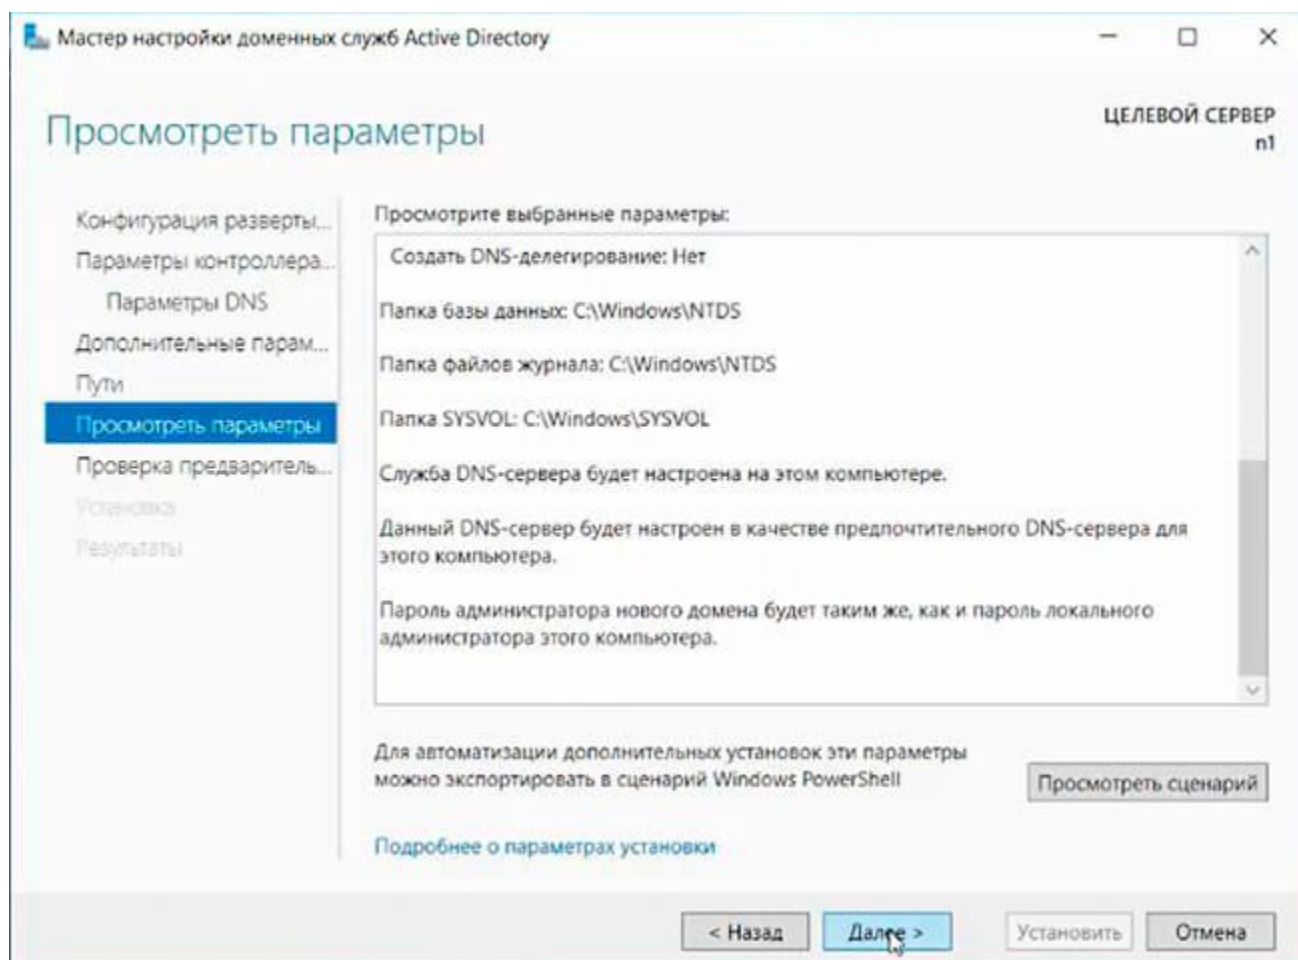 Мастер настройки доменных служб Active Directory
Просмотреть параметры
ЦЕЛЕВОЙ СЕРВЕР
n1
Конфигурация разверты...
Параметры контроллера...
Параметры DNS
Дополнительные парам...
Пути
Просмотреть параметры
Проверка предваритель...
Установка
Результаты
Просмотрите выбранные параметры:
Создать DNS-делегирование: Нет
Папка базы данных: C:\Windows\NTDS
Папка файлов журнала: C:\Windows\NTDS
Папка SYSVOL: C:\Windows\SYSVOL
Служба DNS-сервера будет настроена на этом компьютере.
Данный DNS-сервер будет настроен в качестве предпочтительного DNS-сервера для
этого компьютера.
Пароль администратора нового домена будет таким же, как и пароль локального
администратора этого компьютера.
Для автоматизации дополнительных установок эти параметры
можно экспортировать в сценарий Windows PowerShell
Просмотреть сценарий
Подробнее о параметрах установки
< Назад
Далее >
Установить
Отмена